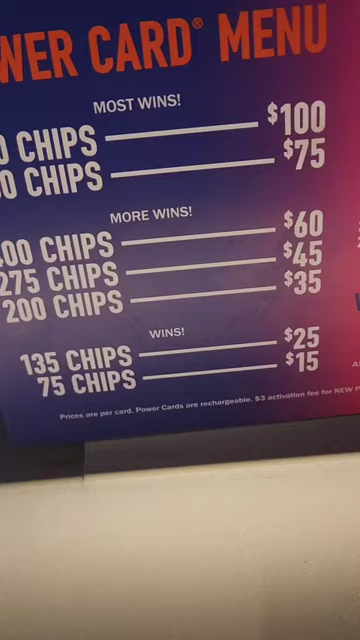 CARD® MENU
MOST WINS!
CHIPS $100
CHIPS $75
MORE WINS!
CHIPS $60
275 CHIPS $45
200 CHIPS $35
WINS!
135 CHIPS $25
75 CHIPS $15
Prices are per card. Power Cards are rechargeable. $3 activation fee for NEW